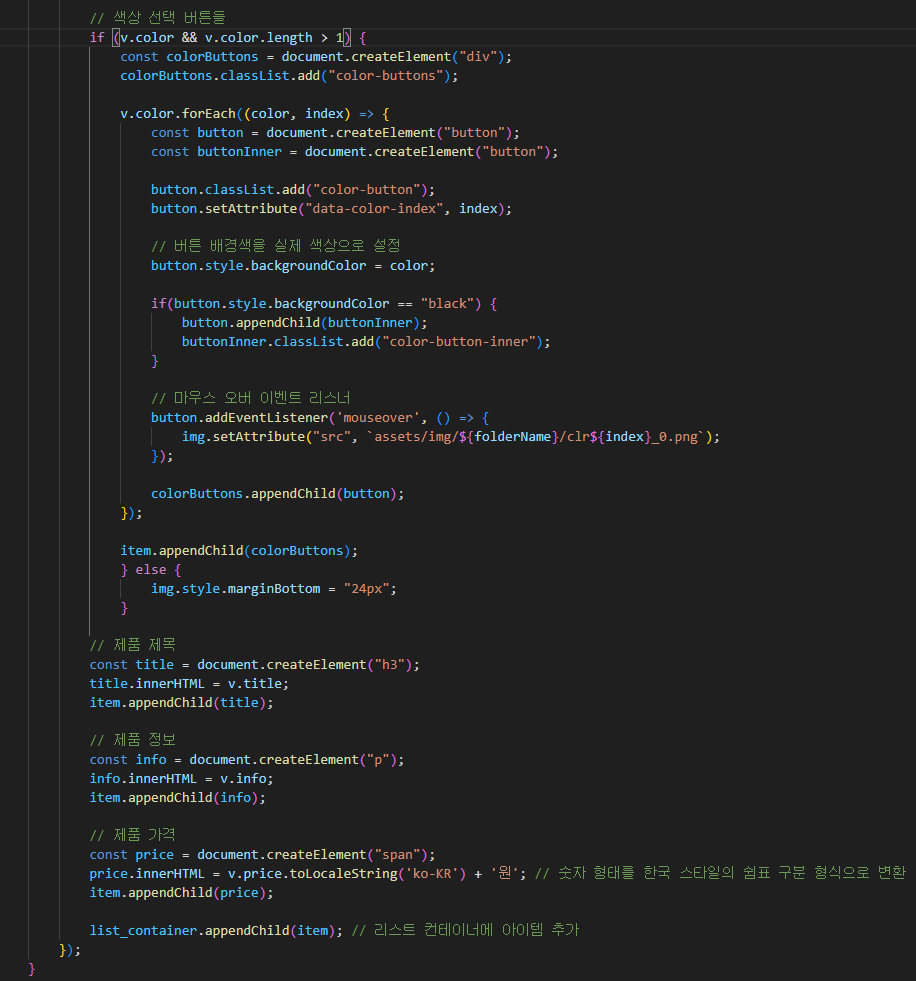 // 색상 선택 버튼들
if (v.color && v.color.length > 1) {
const colorButtons = document.createElement("div");
colorButtons.classList.add("color-buttons");
v.color.forEach((color, index) => {
const button = document.createElement("button");
const buttonInner = document.createElement("button");
button.classList.add("color-button");
button.setAttribute("data-color-index", index);
// 버튼 배경색을 실제 색상으로 설정
button.style.backgroundColor = color;
if(button.style.backgroundColor == "black") {
button.appendChild(buttonInner);
buttonInner.classList.add("color-button-inner");
}
// 마우스 오버 이벤트 리스너
button.addEventListener('mouseover', () => {
img.setAttribute("src", `assets/img/${folderName}/clr${index}_0.png`);
});
colorButtons.appendChild(button);
});
item.appendChild(colorButtons);
} else {
img.style.marginBottom = "24px";
}
// 제품 제목
const title = document.createElement("h3");
title.innerHTML = v.title;
item.appendChild(title);
// 제품 정보
const info = document.createElement("p");
info.innerHTML = v.info;
item.appendChild(info);
// 제품 가격
const price = document.createElement("span");
price.innerHTML = v.price.toLocaleString('ko-KR') + '원'; // 숫자 형태를 한국 스타일의 쉼표 구분 형식으로 변환
item.appendChild(price);
list_container.appendChild(item); // 리스트 컨테이너에 아이템 추가
});
}